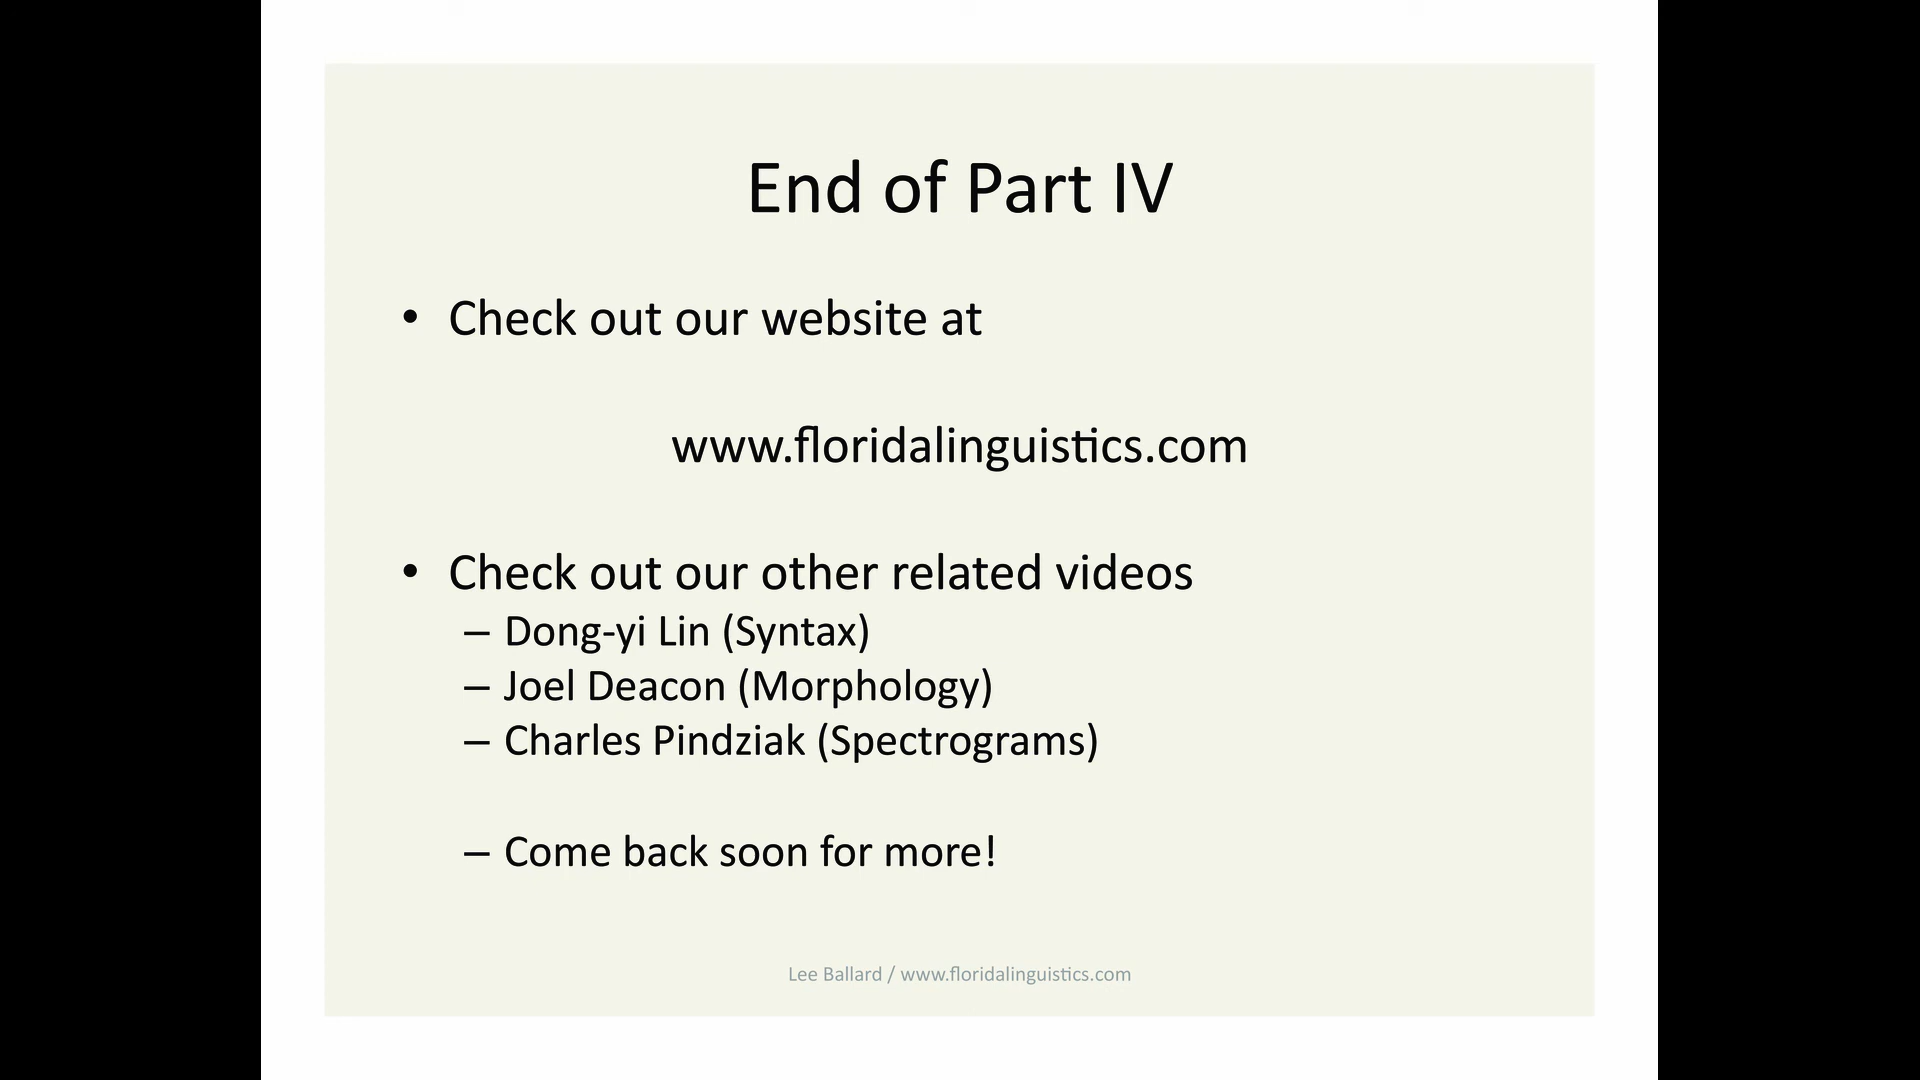 End of Part IV
• Check out our website at
www.floridalinguistics.com
• Check out our other related videos
– Dong-yi Lin (Syntax)
– Joel Deacon (Morphology)
– Charles Pindziak (Spectrograms)
– Come back soon for more!
Lee Ballard / www.floridalinguistics.com